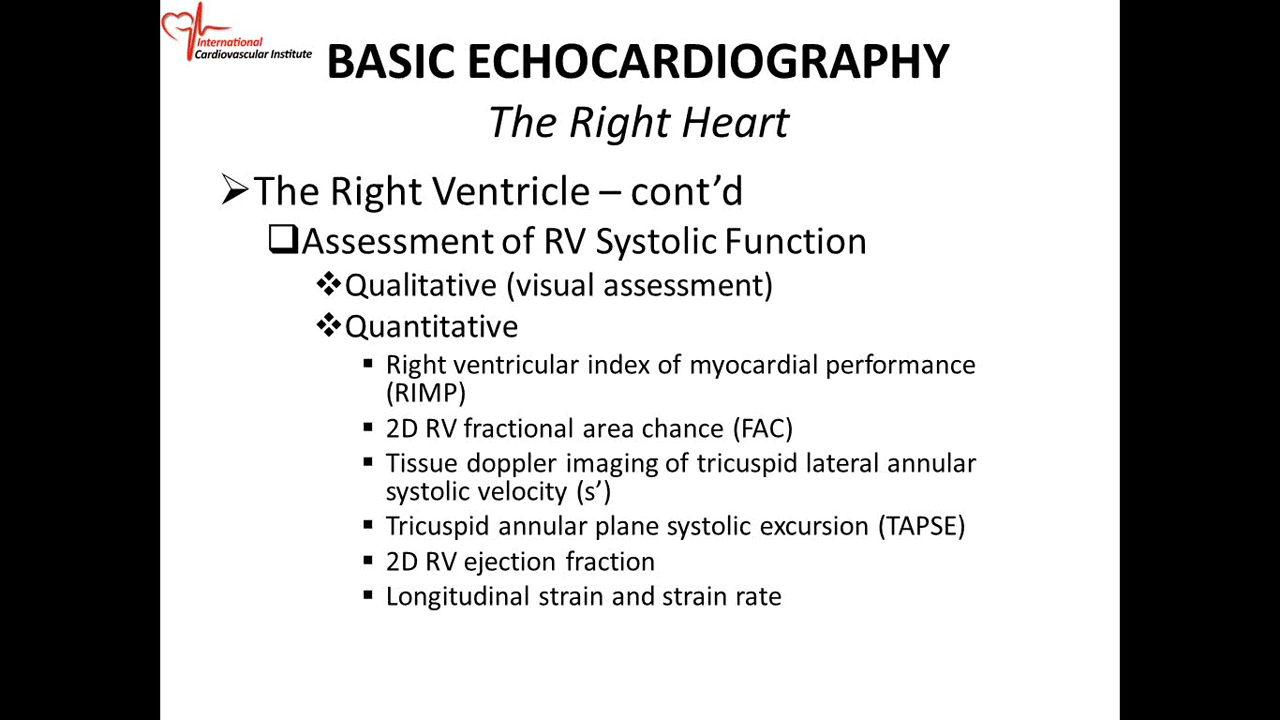 International
Cardiovascular Institute
BASIC ECHOCARDIOGRAPHY
The Right Heart
The Right Ventricle – cont’d
Assessment of RV Systolic Function
Qualitative (visual assessment)
Quantitative
Right ventricular index of myocardial performance
(RIMP)
2D RV fractional area chance (FAC)
Tissue doppler imaging of tricuspid lateral annular
systolic velocity (s’)
Tricuspid annular plane systolic excursion (TAPSE)
2D RV ejection fraction
Longitudinal strain and strain rate